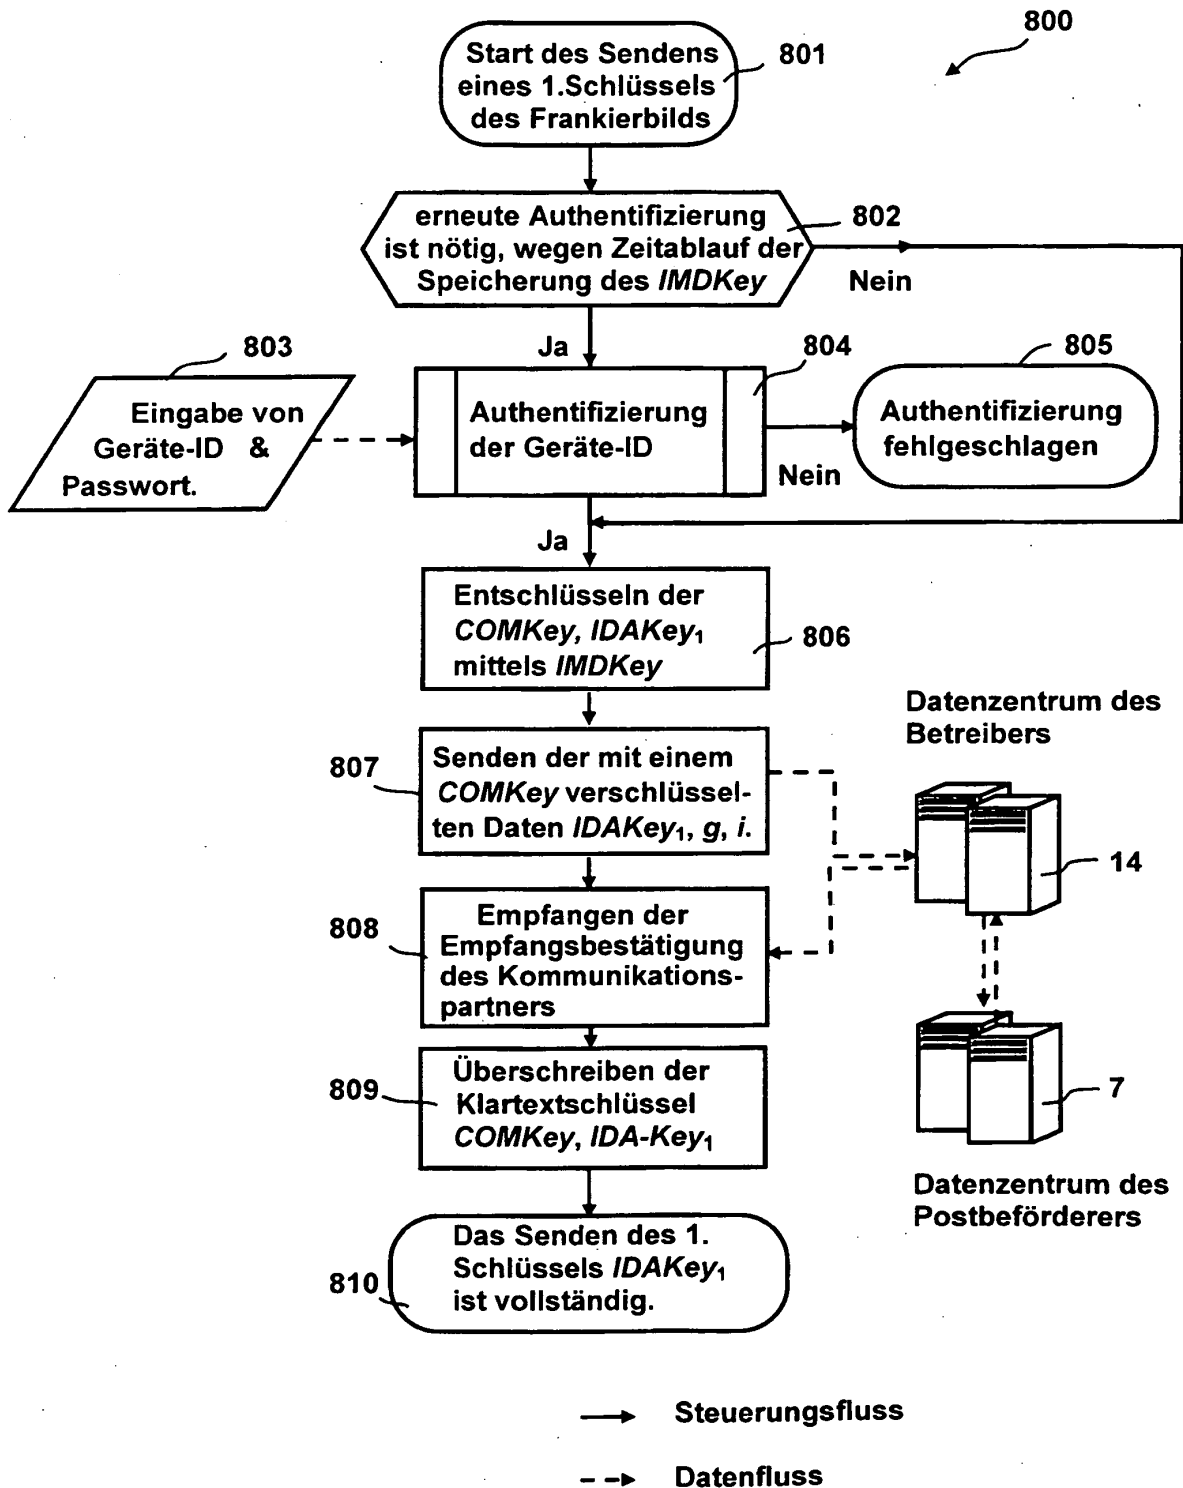 800
Start des Sendens
eines 1.Schlüssels
des Frankierbilds
801
erneute Authentifizierung
ist nötig, wegen Zeitablauf der
Speicherung des IMDKey
802
Nein
Ja
803
Eingabe von
Geräte-ID &
Passwort.
804
Authentifizierung
der Geräte-ID
Nein
805
Authentifizierung
fehlgeschlagen
Ja
Entschlüsseln der
COMKey, IDAKey₁
mittels IMDKey
806
Datenzentrum des
Betreibers
807
Senden der mit einem
COMKey verschlüssel-
ten Daten IDAKey₁, g, i.
14
808
Empfangen der
Empfangsbestätigung
des Kommunikations-
partners
809
Überschreiben der
Klartextschlüssel
COMKey, IDA-Key₁
7
Datenzentrum des
Postbeförderers
810
Das Senden des 1.
Schlüssels IDAKey₁
ist vollständig.
Steuerungsfluss
Datenfluss